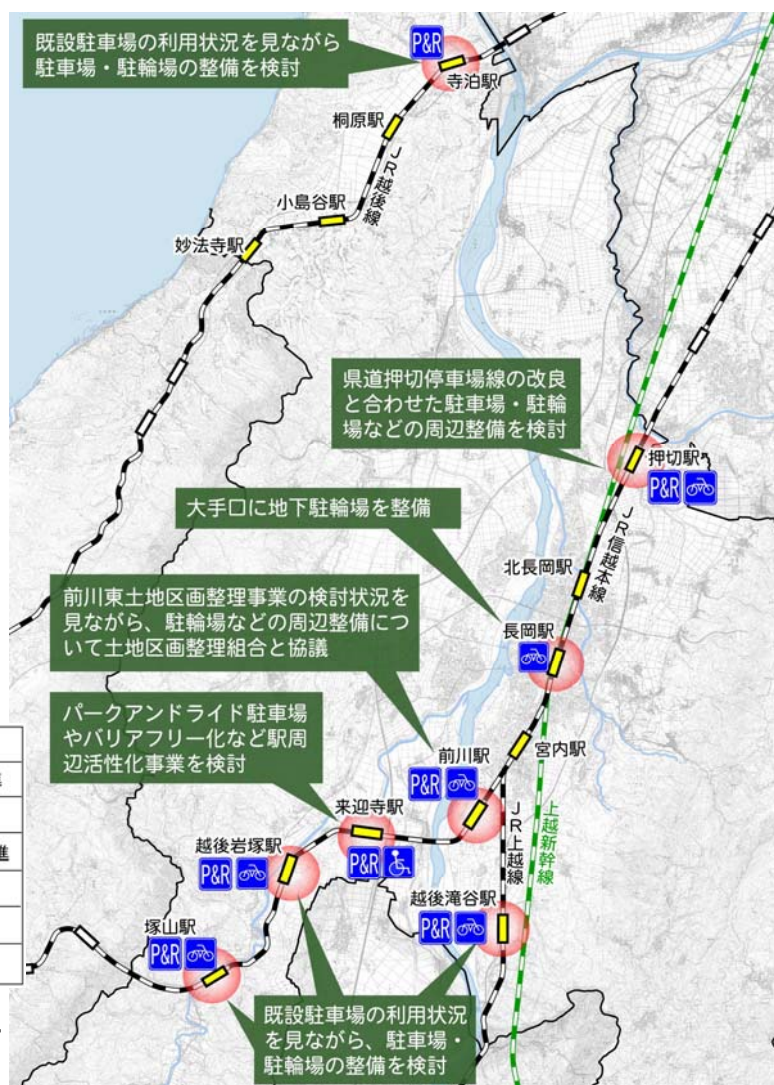 既設駐車場の利用状況を見ながら
駐車場・駐輪場の整備を検討
P&R
寺泊駅
桐原駅
JR越後線
小島谷駅
妙法寺駅
県道押切停車場線の改良
と合わせた駐車場・駐輪
場などの周辺整備を検討
押切駅
P&R
JR信越本線
大手口に地下駐輪場を整備
北長岡駅
長岡駅
前川東土地区画整理事業の検討状況を
見ながら、駐輪場などの周辺整備につ
いて土地区画整理組合と協議
宮内駅
パークアンドライド駐車場
やバリアフリー化など駅周
辺活性化事業を検討
前川駅
P&R
来迎寺駅
P&R
JR上越線
上越新幹線
越後岩塚駅
P&R
越後滝谷駅
P&R
塚山駅
P&R
既設駐車場の利用状況
を見ながら、駐車場・
駐輪場の整備を検討
進